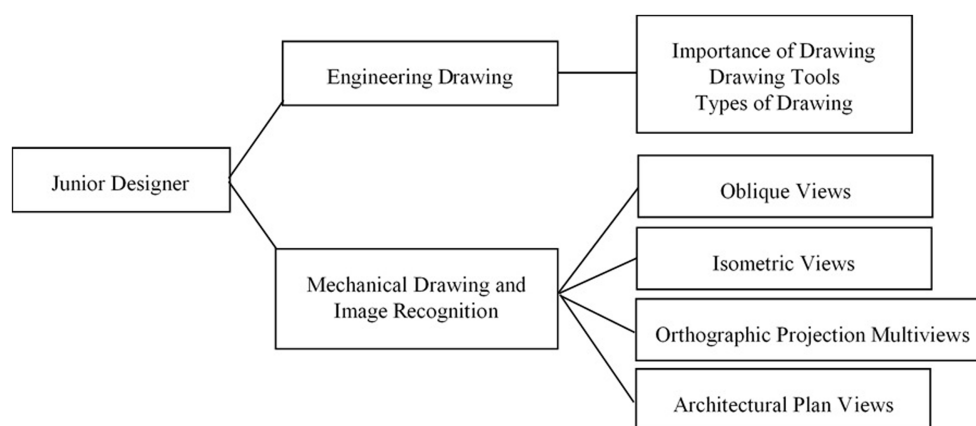 Junior Designer
Engineering Drawing
Importance of Drawing
Drawing Tools
Types of Drawing
Mechanical Drawing and
Image Recognition
Oblique Views
Isometric Views
Orthographic Projection Multiviews
Architectural Plan Views